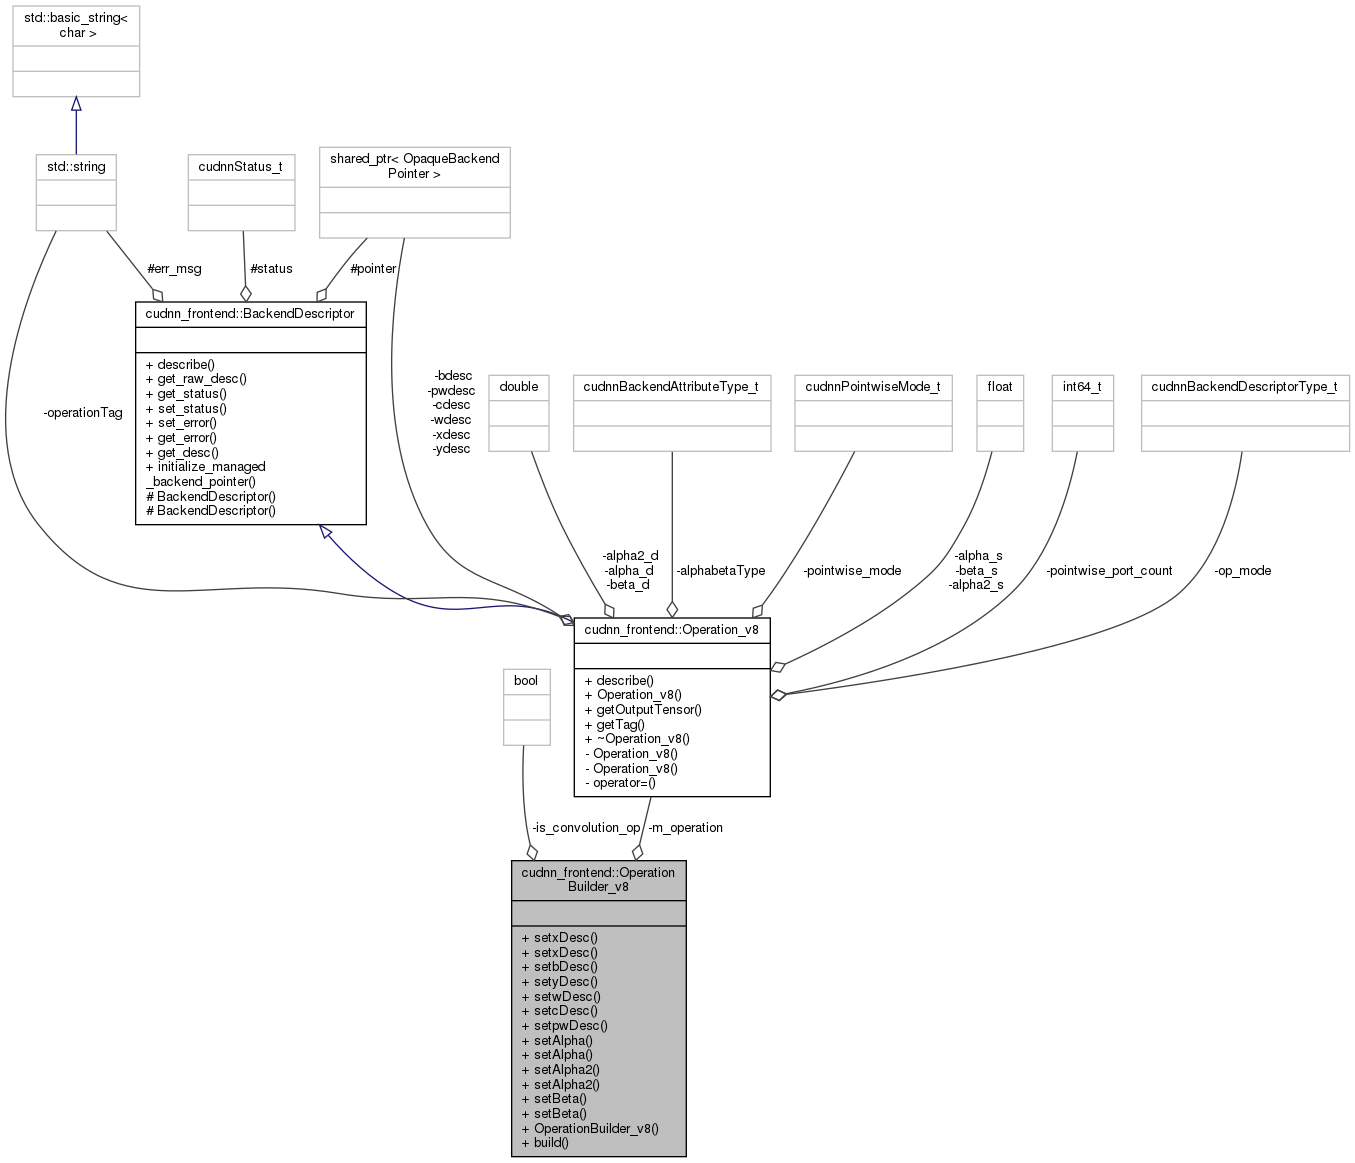 std::basic_string<
char >
std::string
cudnnStatus_t
shared_ptr< OpaqueBackend
Pointer >
#err_msg
#status
#pointer
cudnn_frontend::BackendDescriptor
+ describe()
+ get_raw_desc()
+ get_status()
+ set_status()
+ set_error()
+ get_error()
+ get_desc()
+ initialize_managed
_backend_pointer()
# BackendDescriptor()
# BackendDescriptor()
-operationTag
-bdesc
-pwdesc
-cdesc
-wdesc
-xdesc
-ydesc
double
cudnnBackendAttributeType_t
cudnnPointwiseMode_t
float
int64_t
cudnnBackendDescriptorType_t
-alpha2_d
-alpha_d
-beta_d
-alphabetaType
-pointwise_mode
-alpha_s
-beta_s
-alpha2_s
-pointwise_port_count
-op_mode
cudnn_frontend::Operation_v8
+ describe()
+ Operation_v8()
+ getOutputTensor()
+ getTag()
+ ~Operation_v8()
- Operation_v8()
- Operation_v8()
- operator=()
bool
-is_convolution_op
-m_operation
cudnn_frontend::Operation
Builder_v8
+ setxDesc()
+ setxDesc()
+ setbDesc()
+ setyDesc()
+ setwDesc()
+ setcDesc()
+ setpwDesc()
+ setAlpha()
+ setAlpha()
+ setAlpha2()
+ setAlpha2()
+ setBeta()
+ setBeta()
+ OperationBuilder_v8()
+ build()